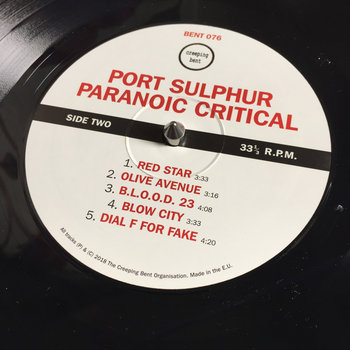 BENT 076
creeping
bent
PORT SULPHUR
PARANOIC CRITICAL
SIDE TWO
33⅓ R.P.M.
1. RED STAR 3:33
2. OLIVE AVENUE 3:16
3. B.L.O.O.D. 23 4:08
4. BLOW CITY 3:33
5. DIAL F FOR FAKE 4:20
All tracks (P) & (C) 2018 The Creeping Bent Organisation. Made in the E.U.